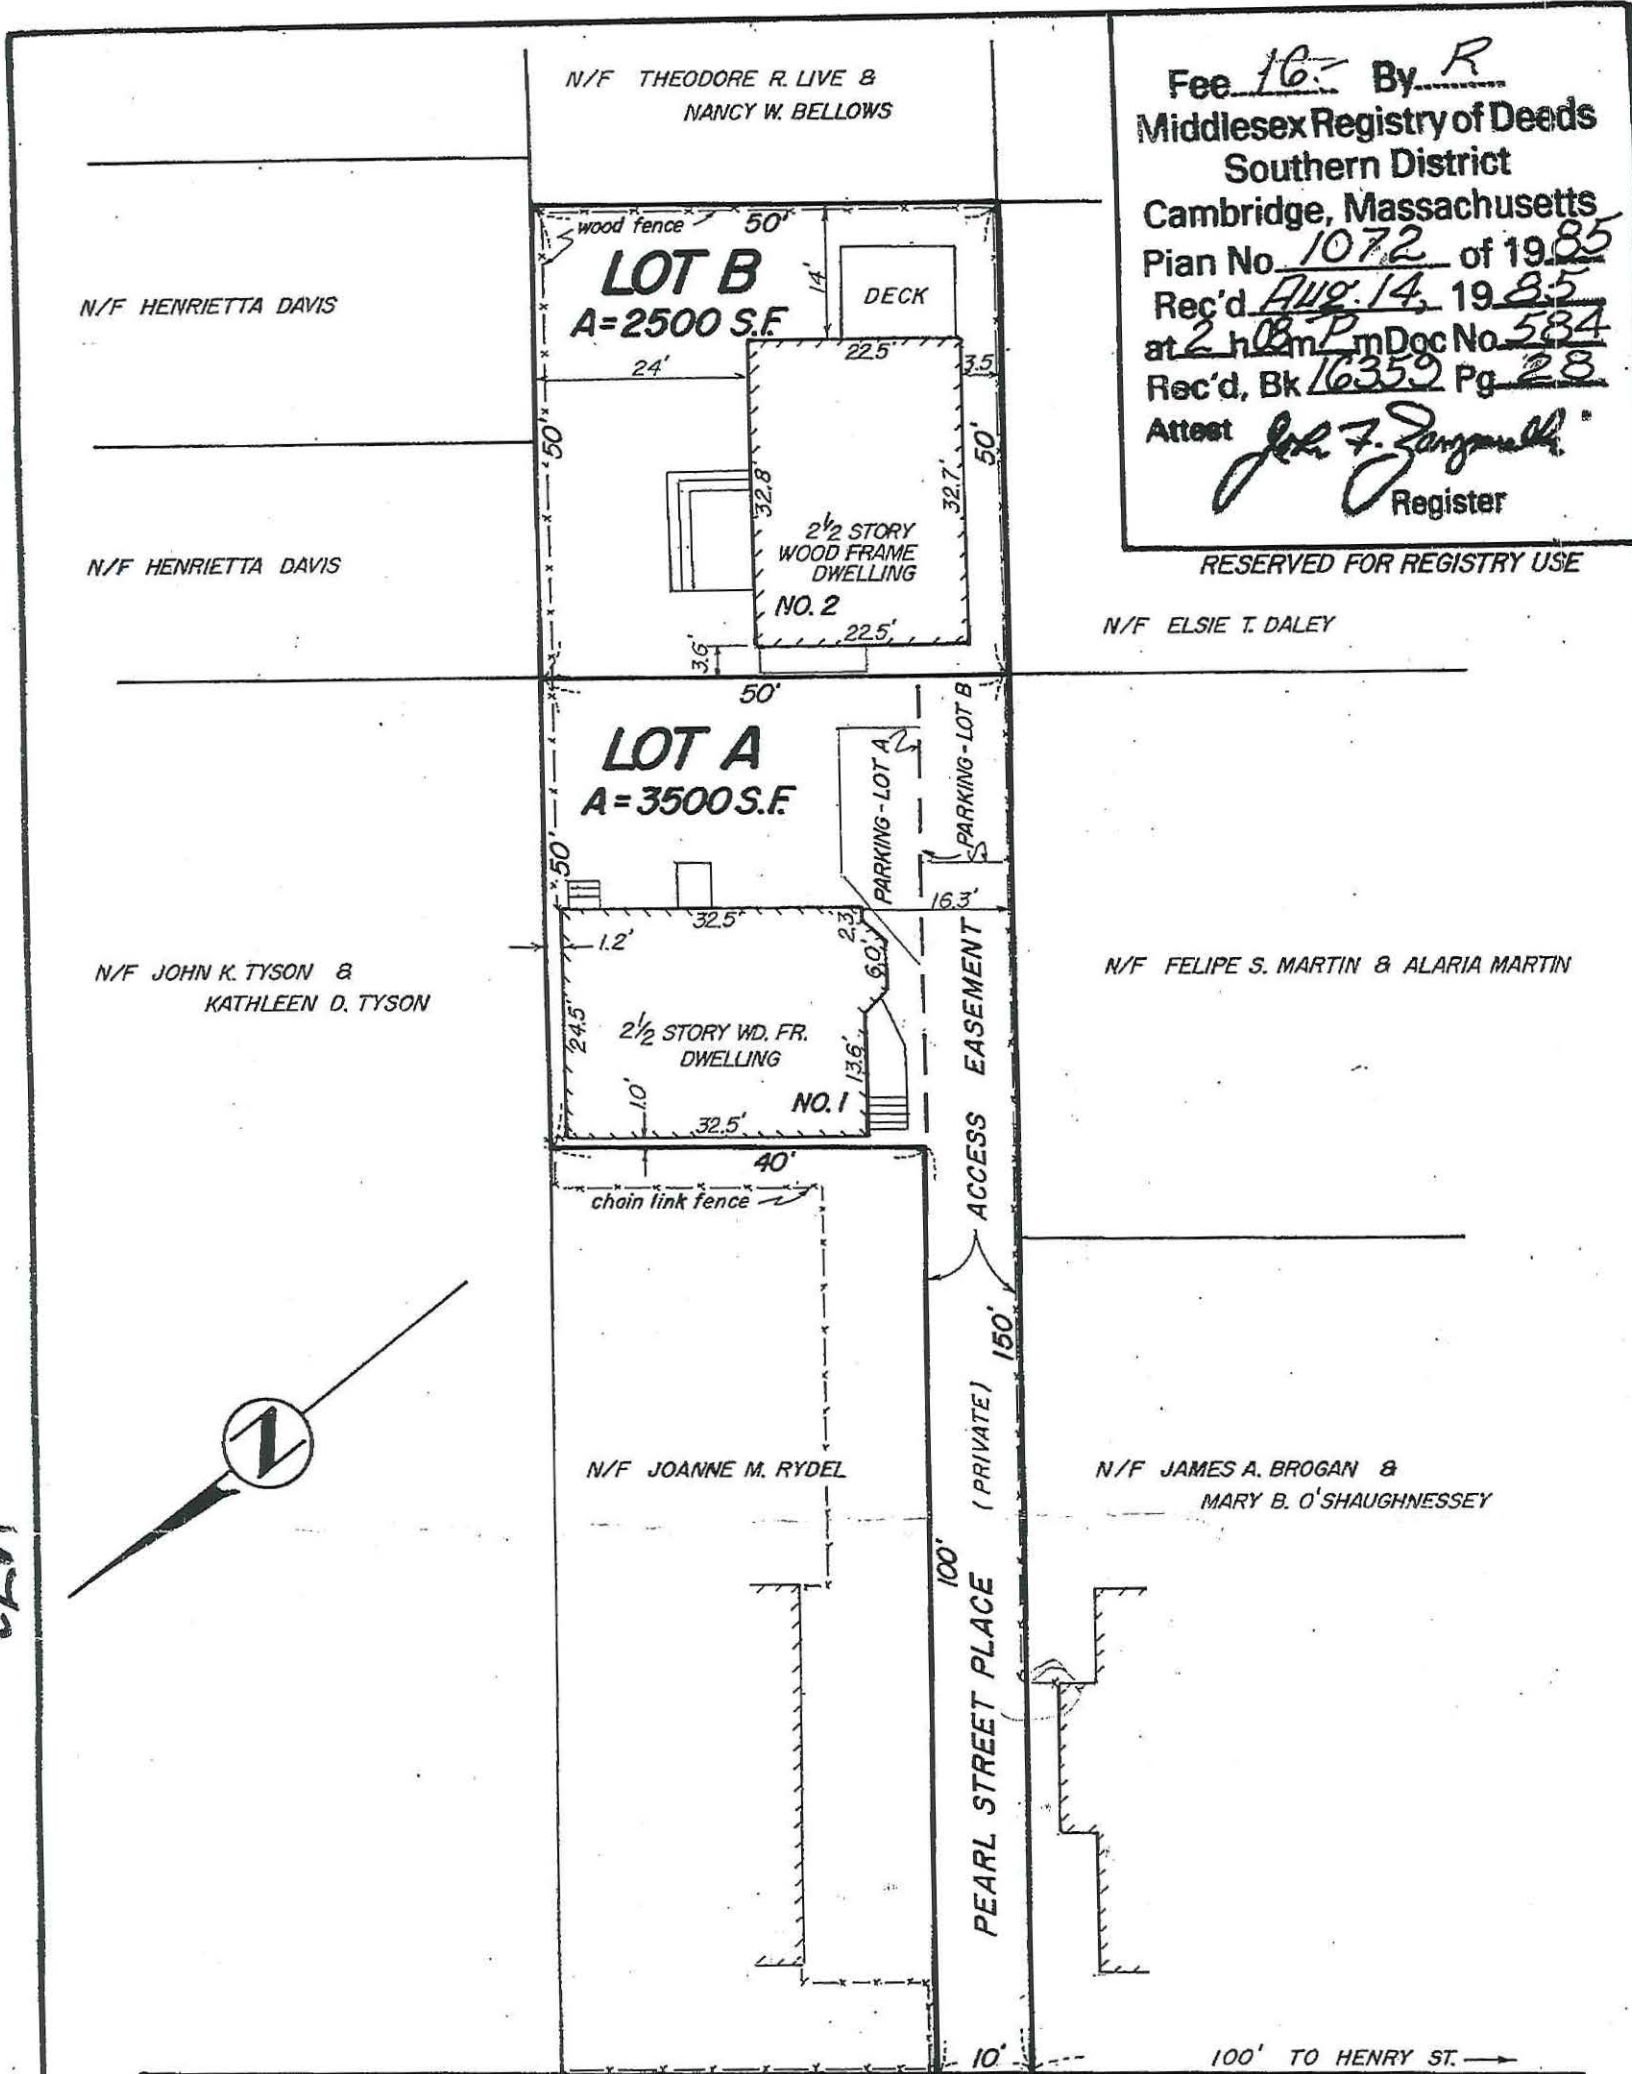 N/F THEODORE R. LIVE &
NANCY W. BELLOWS
Fee 16.- By R
Middlesex Registry of Deeds
Southern District
Cambridge, Massachusetts
Plan No 1072 of 1985
Rec'd Aug. 14, 1985
at 2 h 08 m P m Doc No 584
Rec'd, Bk 16359 Pg 28
Attest
Register
RESERVED FOR REGISTRY USE
wood fence
50'
LOT B
A = 2500 S.F.
14'
DECK
N/F HENRIETTA DAVIS
24'
22.5'
3.5
50'
50'
32.8'
32.7'
2 1/2 STORY
WOOD FRAME
DWELLING
NO. 2
22.5'
3.6'
N/F HENRIETTA DAVIS
N/F ELSIE T. DALEY
50'
LOT A
A = 3500 S.F.
PARKING-LOT A
PARKING-LOT B
50'
32.5'
2.3'
16.3'
1.2'
6.0'
N/F JOHN K. TYSON &
KATHLEEN D. TYSON
N/F FELIPE S. MARTIN & ALARIA MARTIN
24.5'
2 1/2 STORY WD. FR.
DWELLING
13.6'
1.0'
NO. 1
32.5'
40'
ACCESS EASEMENT
chain link fence
150'
(PRIVATE)
N/F JOANNE M. RYDEL
N/F JAMES A. BROGAN &
MARY B. O'SHAUGHNESSEY
100'
PEARL STREET PLACE
10'
100' TO HENRY ST.